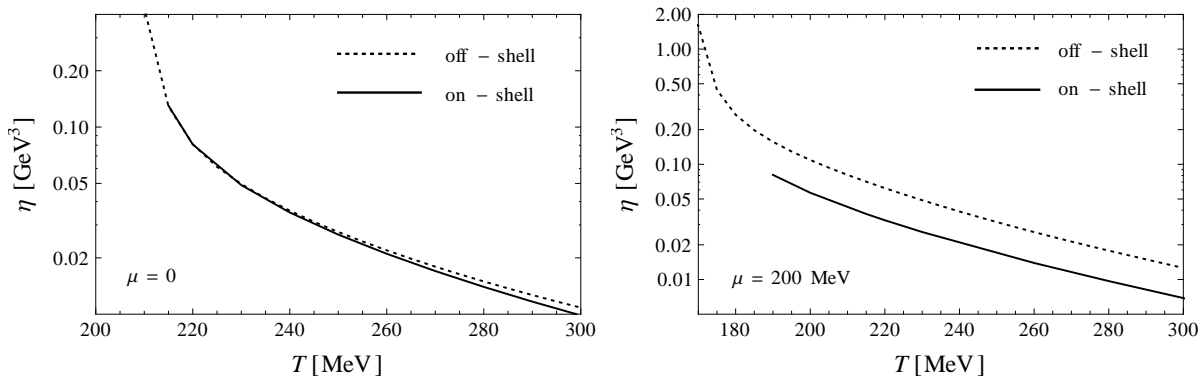 η [GeV³]
0.20
0.10
0.05
0.02
off – shell
on – shell
μ = 0
200 220 240 260 280 300
T [MeV]
η [GeV³]
2.00
1.00
0.50
0.20
0.10
0.05
0.02
0.01
off – shell
on – shell
μ = 200 MeV
180 200 220 240 260 280 300
T [MeV]